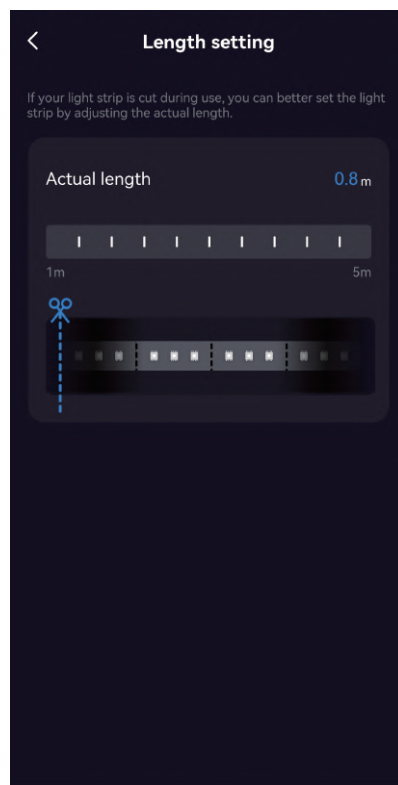 Length setting
If your light strip is cut during use, you can better set the light
strip by adjusting the actual length.
Actual length 0.8 m
1m 5m